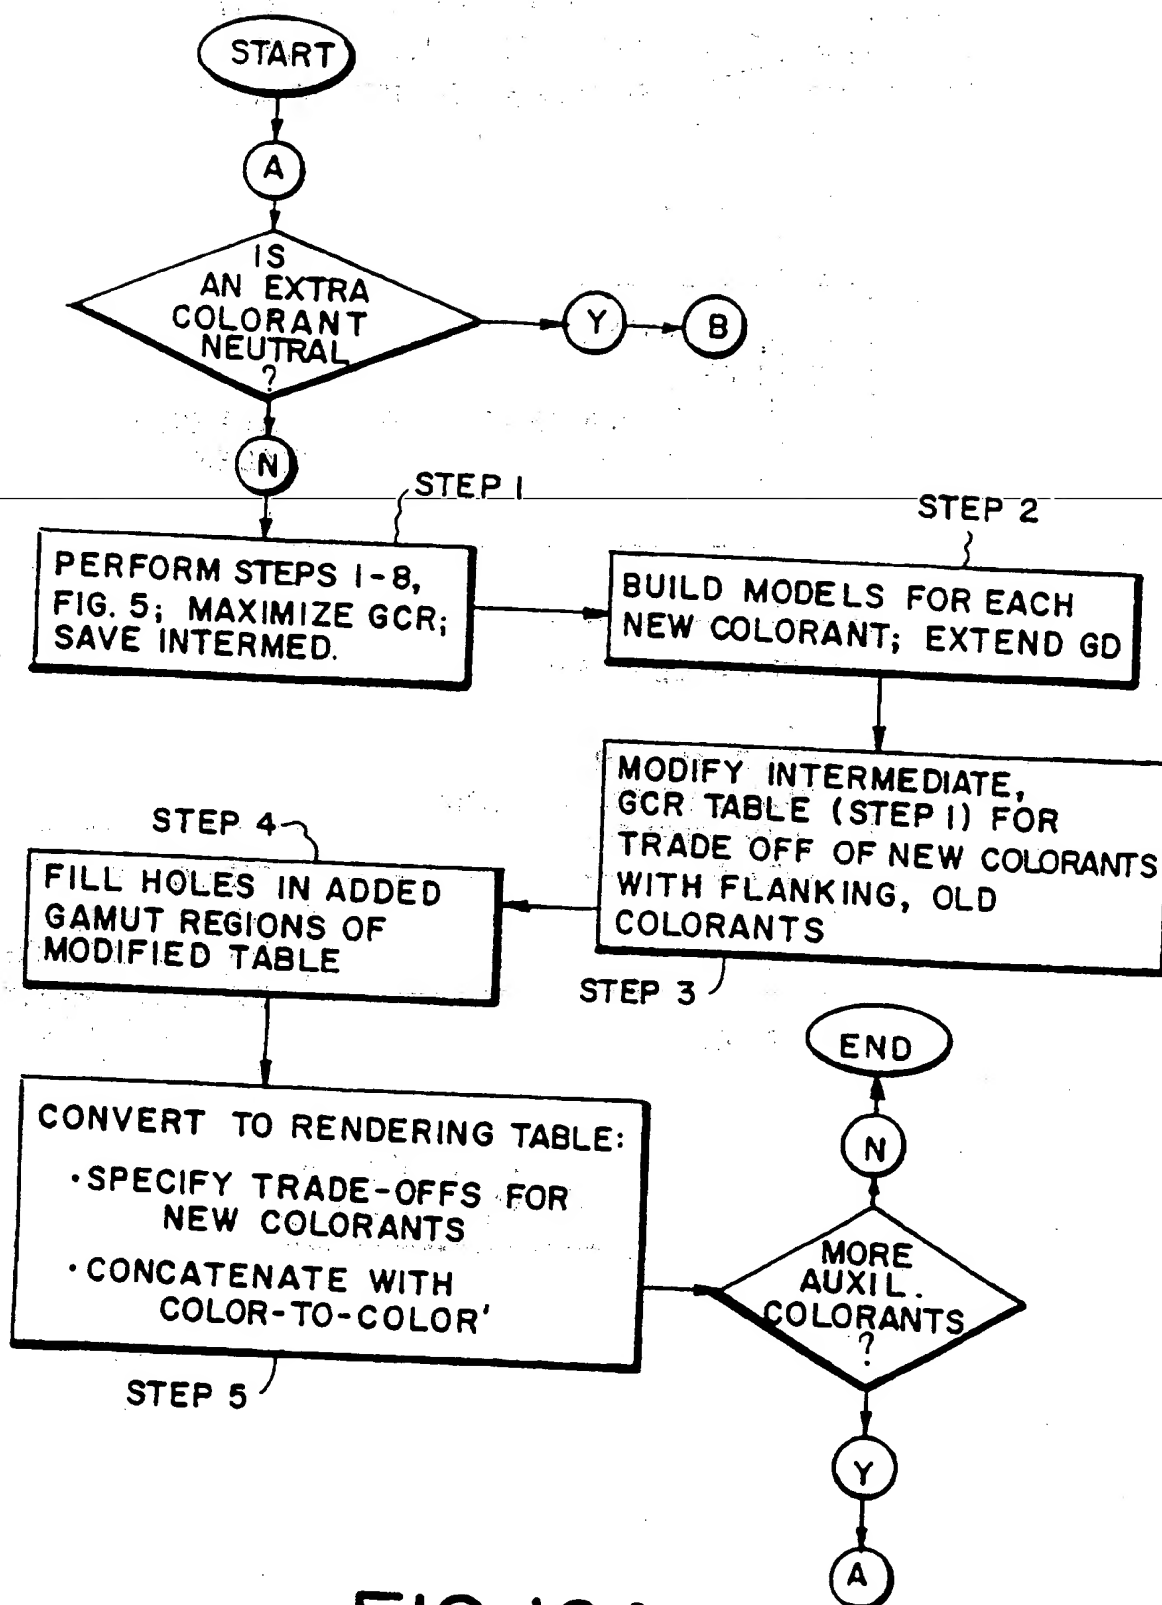 START
A
IS
AN EXTRA
COLORANT
NEUTRAL
?
Y
B
N
STEP 1
PERFORM STEPS 1-8,
FIG. 5; MAXIMIZE GCR;
SAVE INTERMED.
STEP 2
BUILD MODELS FOR EACH
NEW COLORANT; EXTEND GD
MODIFY INTERMEDIATE,
GCR TABLE (STEP 1) FOR
TRADE OFF OF NEW COLORANTS
WITH FLANKING, OLD
COLORANTS
STEP 3
STEP 4
FILL HOLES IN ADDED
GAMUT REGIONS OF
MODIFIED TABLE
CONVERT TO RENDERING TABLE:
•SPECIFY TRADE-OFFS FOR
NEW COLORANTS
•CONCATENATE WITH
COLOR-TO-COLOR'
STEP 5
END
N
MORE
AUXIL.
COLORANTS
?
Y
A